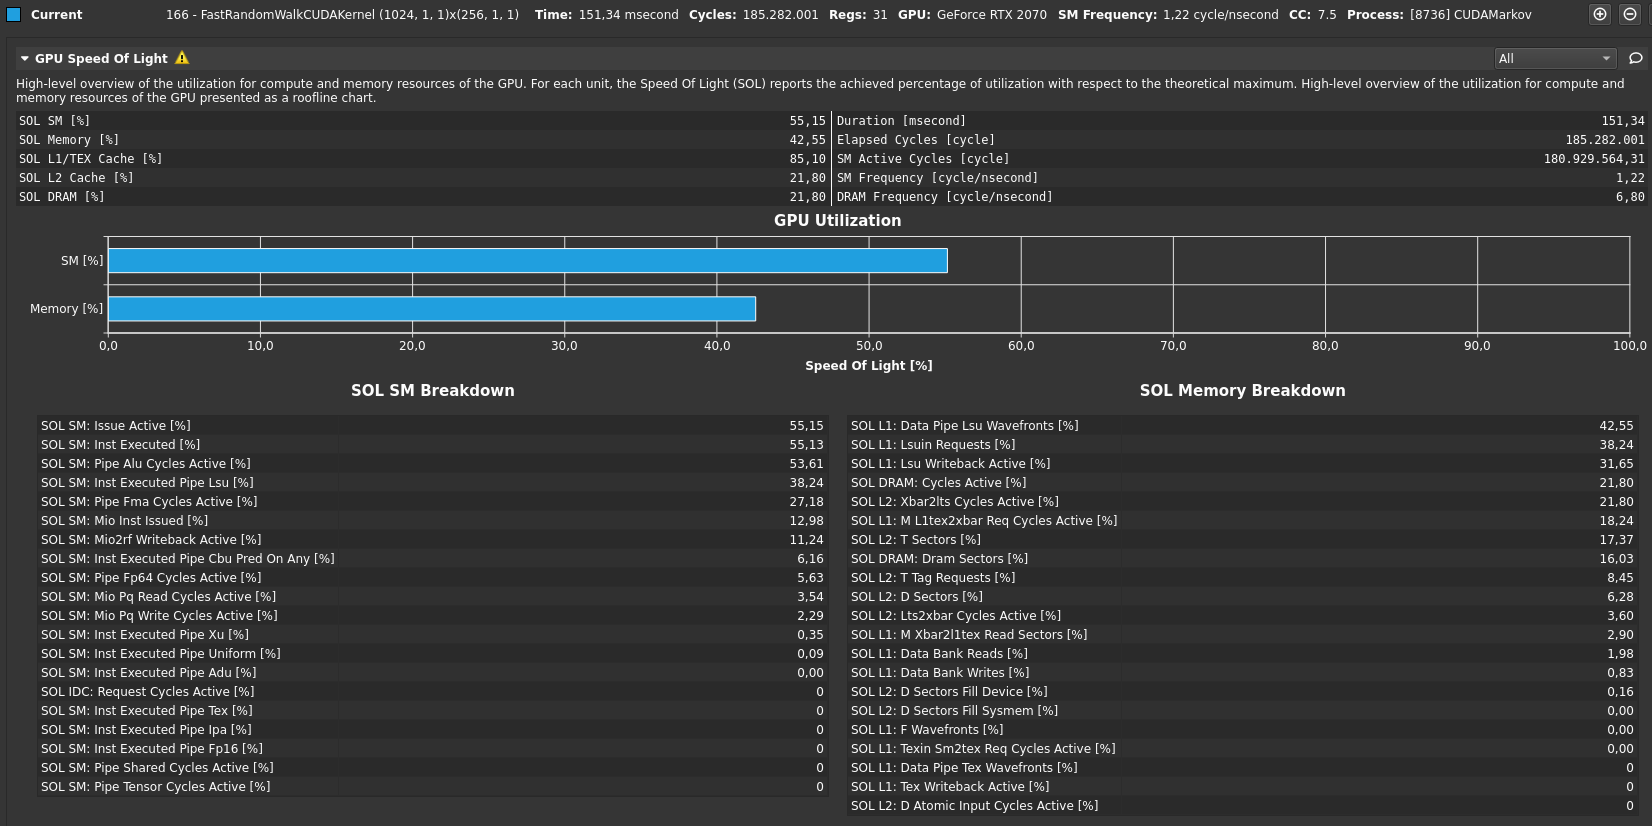 Current 166 - FastRandomWalkCUDAKernel (1024, 1, 1)x(256, 1, 1) Time: 151,34 msecond Cycles: 185.282.001 Regs: 31 GPU: GeForce RTX 2070 SM Frequency: 1,22 cycle/nsecond CC: 7.5 Process: [8736] CUDAMarkov
GPU Speed Of Light All
High-level overview of the utilization for compute and memory resources of the GPU. For each unit, the Speed Of Light (SOL) reports the achieved percentage of utilization with respect to the theoretical maximum. High-level overview of the utilization for compute and
memory resources of the GPU presented as a roofline chart.
SOL SM [%] 55,15 Duration [msecond] 151,34
SOL Memory [%] 42,55 Elapsed Cycles [cycle] 185.282.001
SOL L1/TEX Cache [%] 85,10 SM Active Cycles [cycle] 180.929.564,31
SOL L2 Cache [%] 21,80 SM Frequency [cycle/nsecond] 1,22
SOL DRAM [%] 21,80 DRAM Frequency [cycle/nsecond] 6,80
GPU Utilization
SM [%]
Memory [%]
0,0 10,0 20,0 30,0 40,0 50,0 60,0 70,0 80,0 90,0 100,0
Speed Of Light [%]
SOL SM Breakdown
SOL SM: Issue Active [%] 55,15
SOL SM: Inst Executed [%] 55,13
SOL SM: Pipe Alu Cycles Active [%] 53,61
SOL SM: Inst Executed Pipe Lsu [%] 38,24
SOL SM: Pipe Fma Cycles Active [%] 27,18
SOL SM: Mio Inst Issued [%] 12,98
SOL SM: Mio2rf Writeback Active [%] 11,24
SOL SM: Inst Executed Pipe Cbu Pred On Any [%] 6,16
SOL SM: Pipe Fp64 Cycles Active [%] 5,63
SOL SM: Mio Pq Read Cycles Active [%] 3,54
SOL SM: Mio Pq Write Cycles Active [%] 2,29
SOL SM: Inst Executed Pipe Xu [%] 0,35
SOL SM: Inst Executed Pipe Uniform [%] 0,09
SOL SM: Inst Executed Pipe Adu [%] 0,00
SOL IDC: Request Cycles Active [%] 0
SOL SM: Inst Executed Pipe Tex [%] 0
SOL SM: Inst Executed Pipe Ipa [%] 0
SOL SM: Inst Executed Pipe Fp16 [%] 0
SOL SM: Pipe Shared Cycles Active [%] 0
SOL SM: Pipe Tensor Cycles Active [%] 0
SOL Memory Breakdown
SOL L1: Data Pipe Lsu Wavefronts [%] 42,55
SOL L1: Lsuin Requests [%] 38,24
SOL L1: Lsu Writeback Active [%] 31,65
SOL DRAM: Cycles Active [%] 21,80
SOL L2: Xbar2lts Cycles Active [%] 21,80
SOL L1: M L1tex2xbar Req Cycles Active [%] 18,24
SOL L2: T Sectors [%] 17,37
SOL DRAM: Dram Sectors [%] 16,03
SOL L2: T Tag Requests [%] 8,45
SOL L2: D Sectors [%] 6,28
SOL L2: Lts2xbar Cycles Active [%] 3,60
SOL L1: M Xbar2l1tex Read Sectors [%] 2,90
SOL L1: Data Bank Reads [%] 1,98
SOL L1: Data Bank Writes [%] 0,83
SOL L2: D Sectors Fill Device [%] 0,16
SOL L2: D Sectors Fill Sysmem [%] 0,00
SOL L1: F Wavefronts [%] 0,00
SOL L1: Texin Sm2tex Req Cycles Active [%] 0,00
SOL L1: Data Pipe Tex Wavefronts [%] 0
SOL L1: Tex Writeback Active [%] 0
SOL L2: D Atomic Input Cycles Active [%] 0